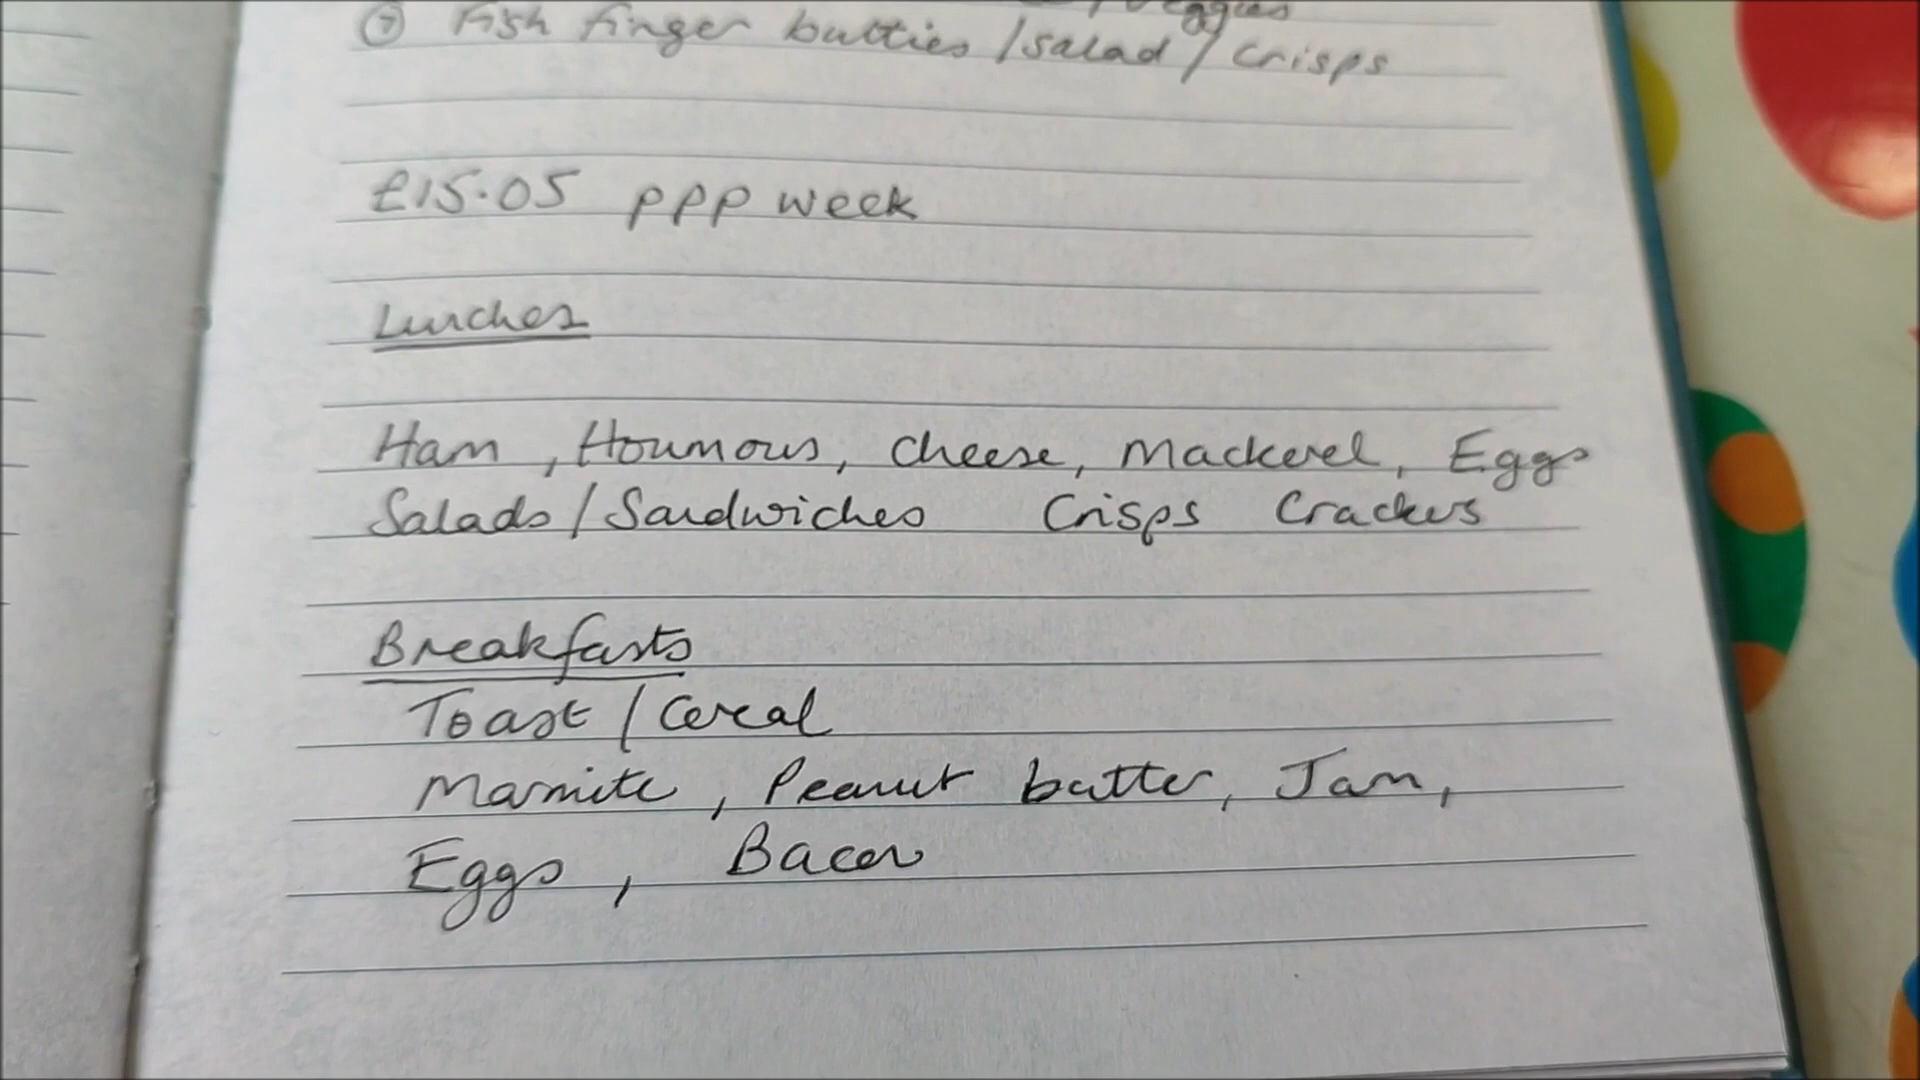 veggies
⑦ Fish finger butties / salad / crisps
£15.05 ppp week
Lunches
Ham, Houmous, Cheese, Mackerel, Eggs
Salads / Sandwiches Crisps Crackers
Breakfasts
Toast / Cereal
Marmite, Peanut butter, Jam,
Eggs, Bacon